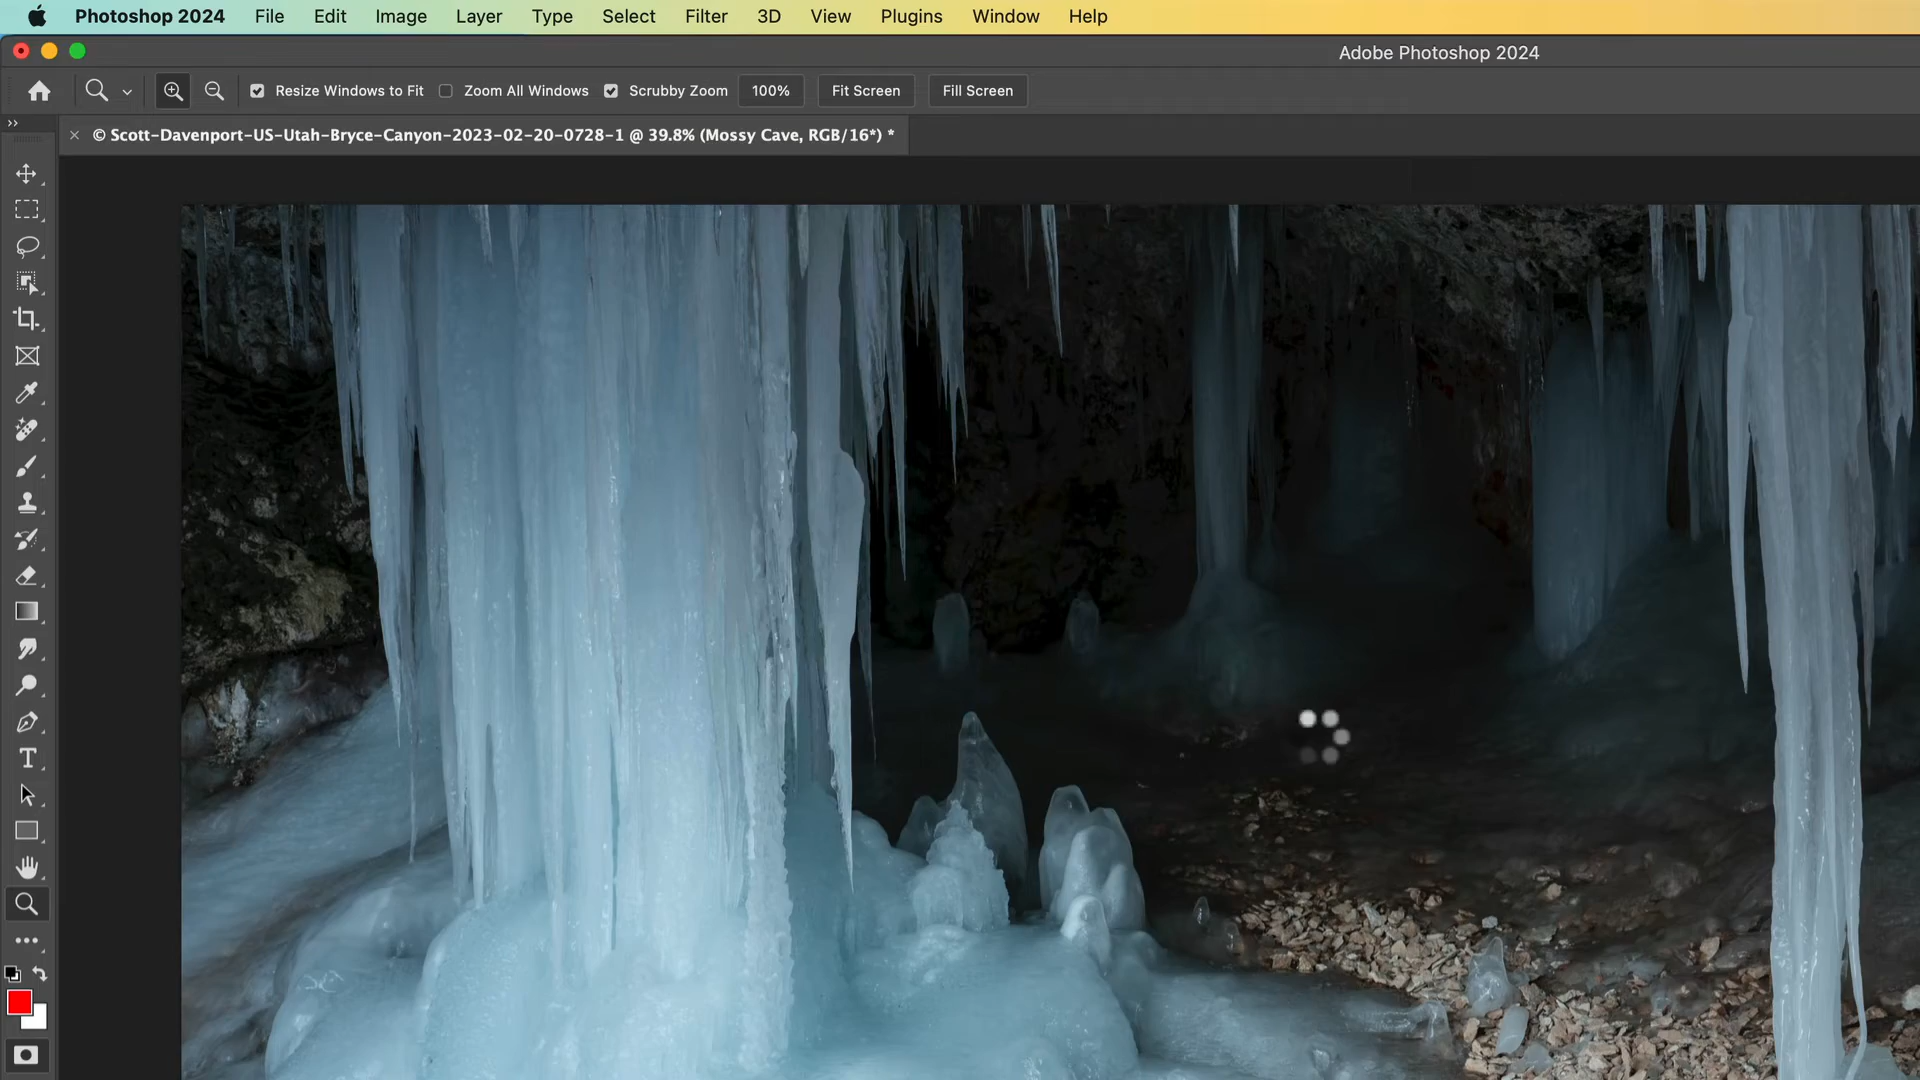 Photoshop 2024 File Edit Image Layer Type Select Filter 3D View Plugins Window Help
Adobe Photoshop 2024
Resize Windows to Fit Zoom All Windows Scrubby Zoom 100% Fit Screen Fill Screen
© Scott-Davenport-US-Utah-Bryce-Canyon-2023-02-20-0728-1 @ 39.8% (Mossy Cave, RGB/16*) *